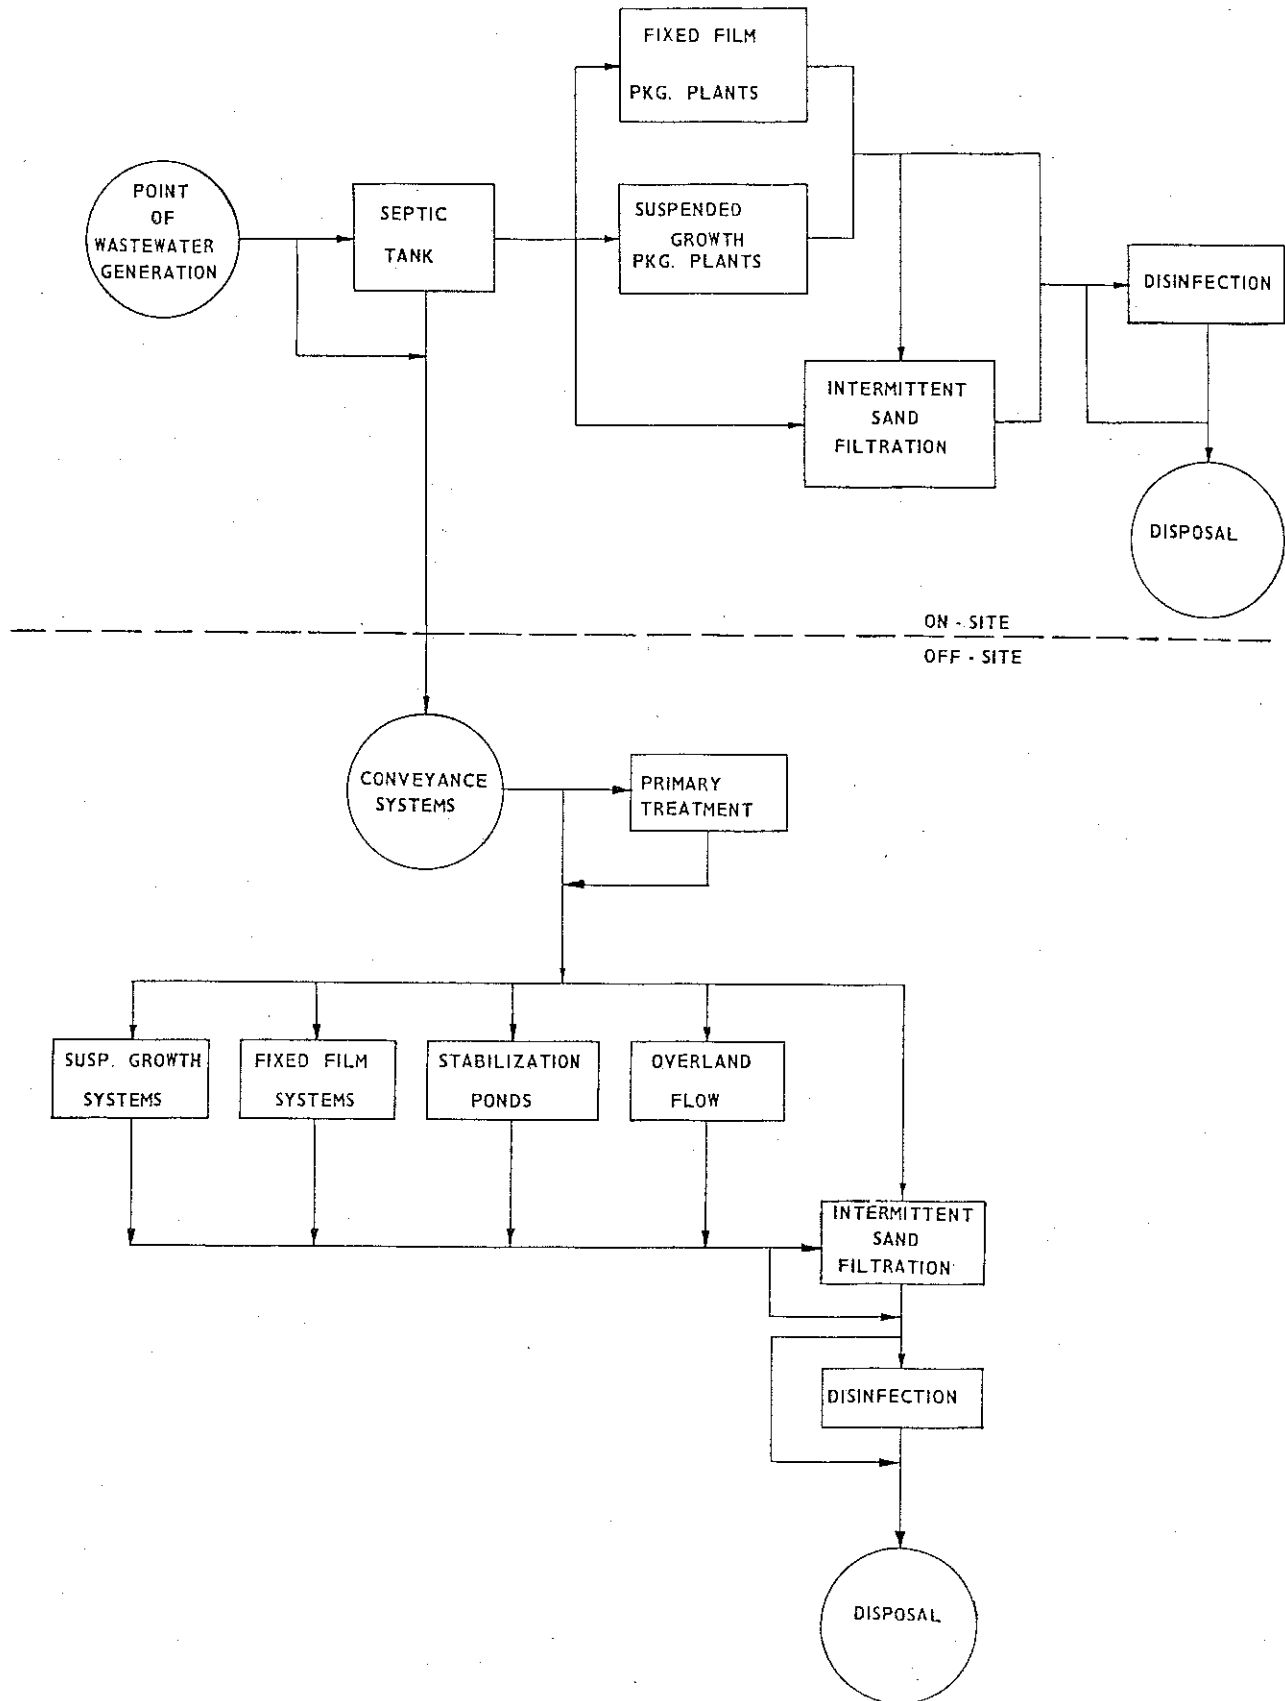 FIXED FILM
PKG. PLANTS
POINT
OF
WASTEWATER
GENERATION
SEPTIC
TANK
SUSPENDED
GROWTH
PKG. PLANTS
DISINFECTION
INTERMITTENT
SAND
FILTRATION
DISPOSAL
ON - SITE
OFF - SITE
CONVEYANCE
SYSTEMS
PRIMARY
TREATMENT
SUSP. GROWTH
SYSTEMS
FIXED FILM
SYSTEMS
STABILIZATION
PONDS
OVERLAND
FLOW
INTERMITTENT
SAND
FILTRATION
DISINFECTION
DISPOSAL